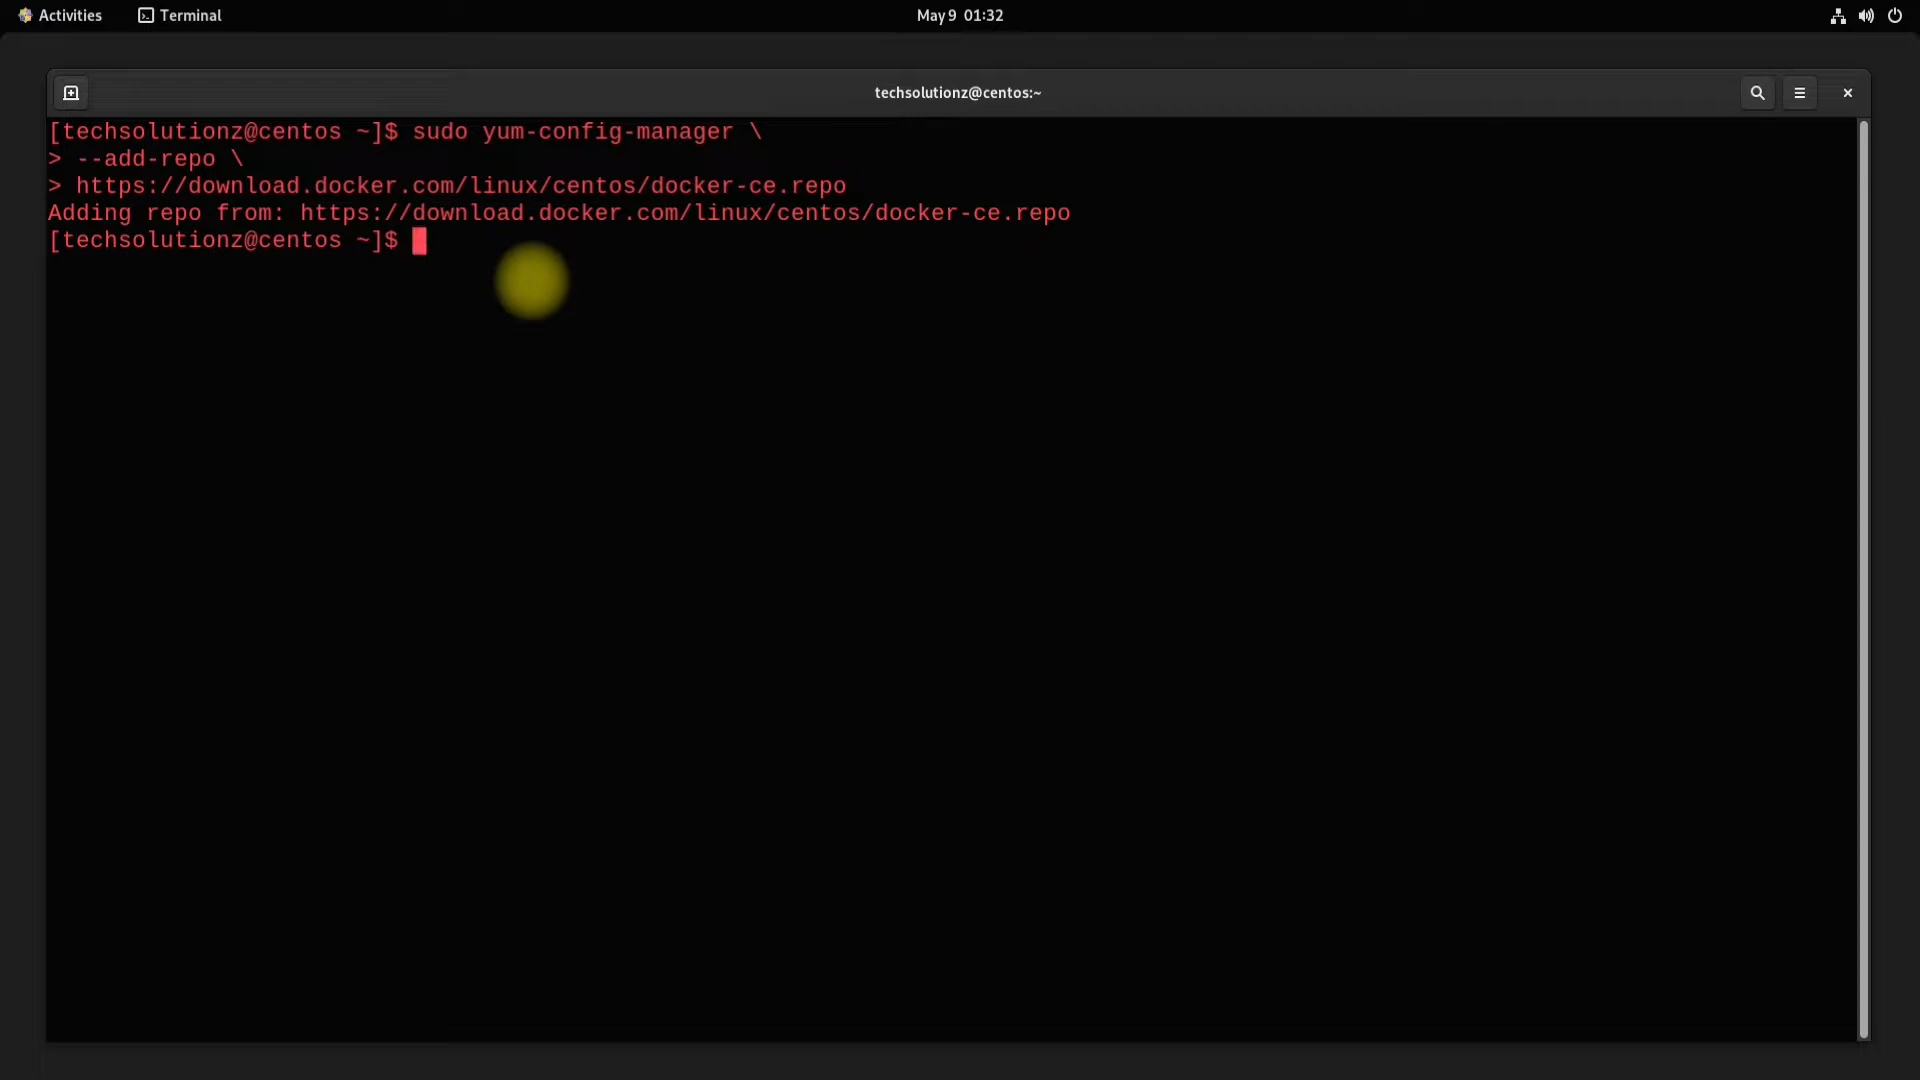 Activities
Terminal
May 9 01:32
techsolutionz@centos:~
[techsolutionz@centos ~]$ sudo yum-config-manager \
> --add-repo \
> https://download.docker.com/linux/centos/docker-ce.repo
Adding repo from: https://download.docker.com/linux/centos/docker-ce.repo
[techsolutionz@centos ~]$